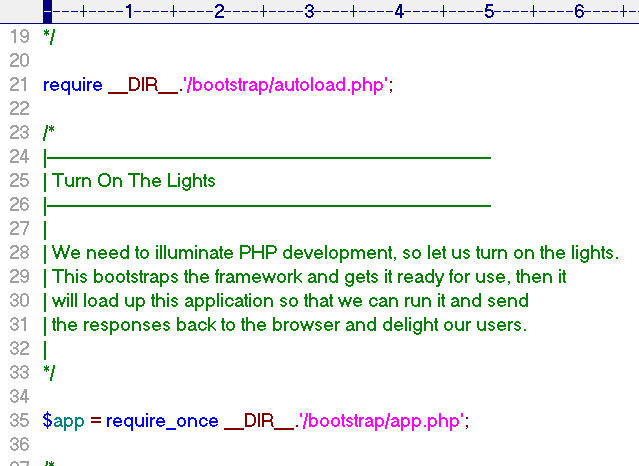 ----+----1----+----2----+----3----+----4----+----5----+----6----+-
19 */
20
21 require __DIR__.'/bootstrap/autoload.php';
22
23 /*
24 |--------------------------------------------------------------------------
25 | Turn On The Lights
26 |--------------------------------------------------------------------------
27 |
28 | We need to illuminate PHP development, so let us turn on the lights.
29 | This bootstraps the framework and gets it ready for use, then it
30 | will load up this application so that we can run it and send
31 | the responses back to the browser and delight our users.
32 |
33 */
34
35 $app = require_once __DIR__.'/bootstrap/app.php';
36
37 /*